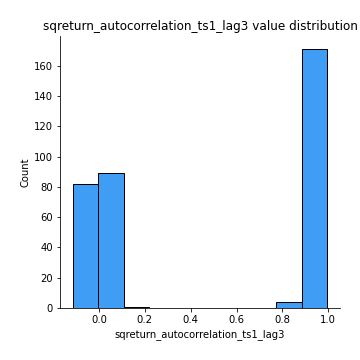 sqreturn_autocorrelation_ts1_lag3 value distribution
160
140
120
100
80
60
40
20
0
Count
0.0 0.2 0.4 0.6 0.8 1.0
sqreturn_autocorrelation_ts1_lag3